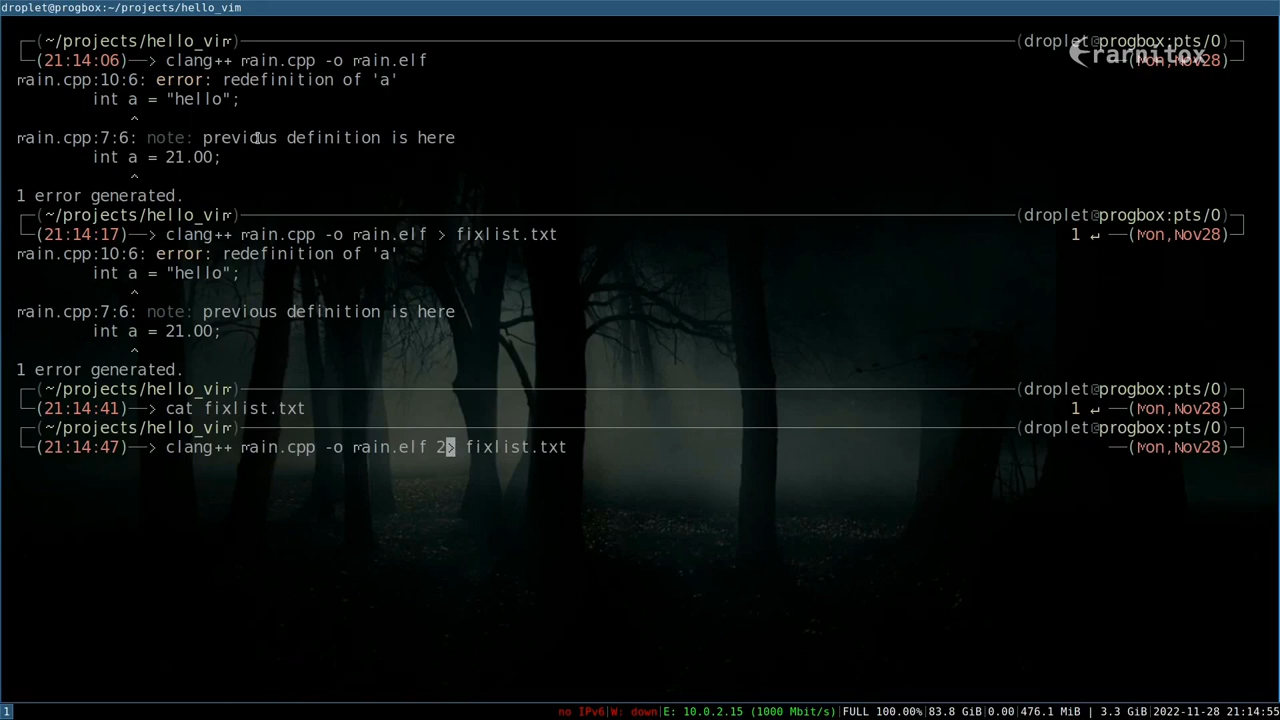 droplet@progbox:~/projects/hello_vim
(~/projects/hello_vim) (droplet@progbox:pts/0)
(21:14:06)—> clang++ main.cpp -o main.elf (Mon,Nov28)
rarnitox
main.cpp:10:6: error: redefinition of 'a'
int a = "hello";
^
main.cpp:7:6: note: previous definition is here
int a = 21.00;
^
1 error generated.
(~/projects/hello_vim) (droplet@progbox:pts/0)
(21:14:17)—> clang++ main.cpp -o main.elf > fixlist.txt 1 ↵ —(Mon,Nov28)
main.cpp:10:6: error: redefinition of 'a'
int a = "hello";
^
main.cpp:7:6: note: previous definition is here
int a = 21.00;
^
1 error generated.
(~/projects/hello_vim) (droplet@progbox:pts/0)
(21:14:41)—> cat fixlist.txt 1 ↵ —(Mon,Nov28)
(~/projects/hello_vim) (droplet@progbox:pts/0)
(21:14:47)—> clang++ main.cpp -o main.elf 2> fixlist.txt —(Mon,Nov28)
1 no IPv6|W: down|E: 10.0.2.15 (1000 Mbit/s)|FULL 100.00%|83.8 GiB|0.00|476.1 MiB | 3.3 GiB|2022-11-28 21:14:55